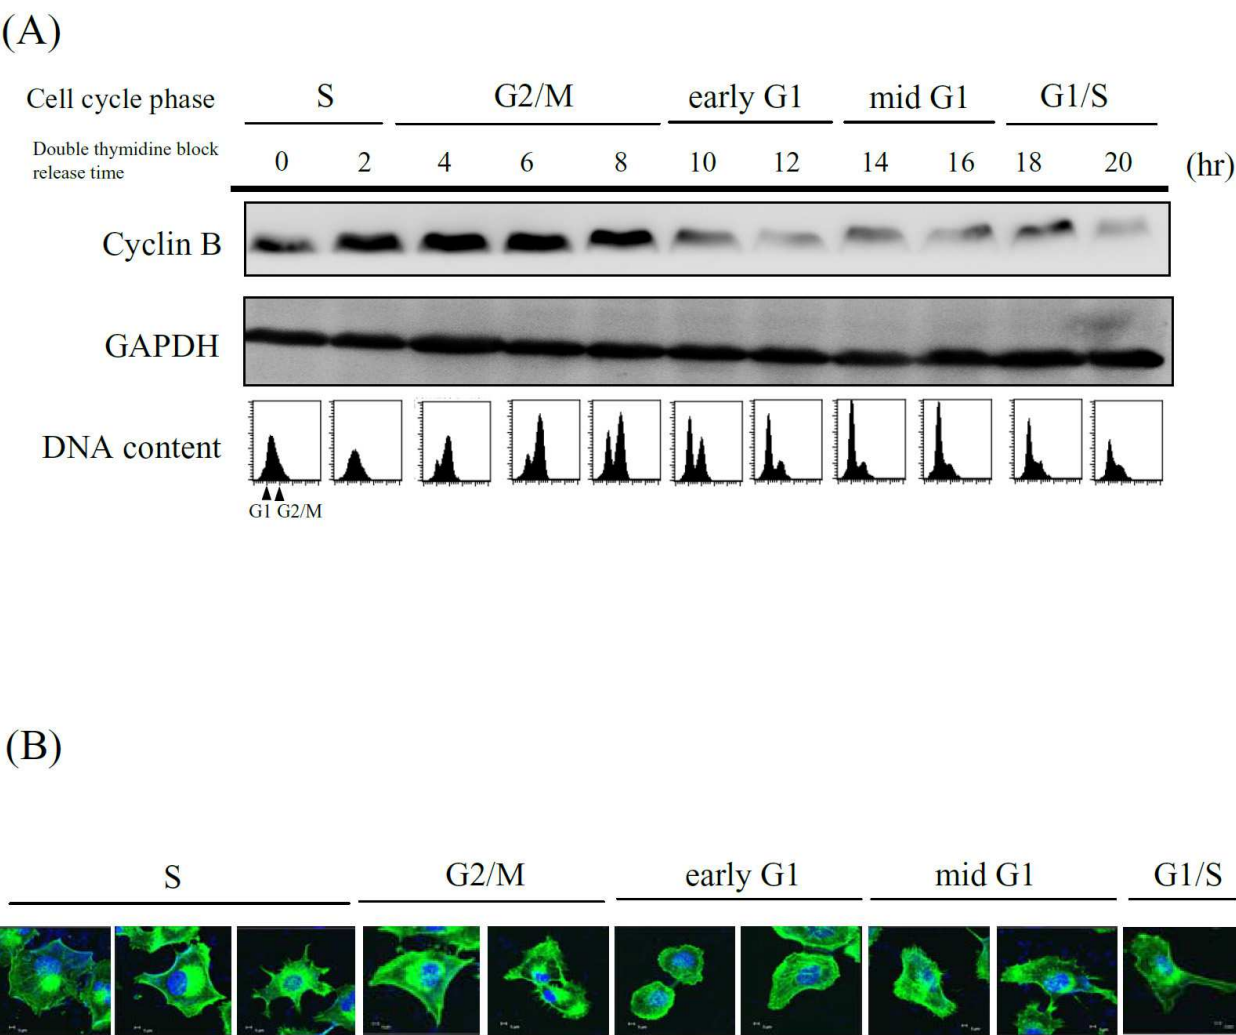 (A)
Cell cycle phase S G2/M early G1 mid G1 G1/S
Double thymidine block
release time
0 2 4 6 8 10 12 14 16 18 20 (hr)
Cyclin B
GAPDH
DNA content
G1 G2/M
(B)
S G2/M early G1 mid G1 G1/S